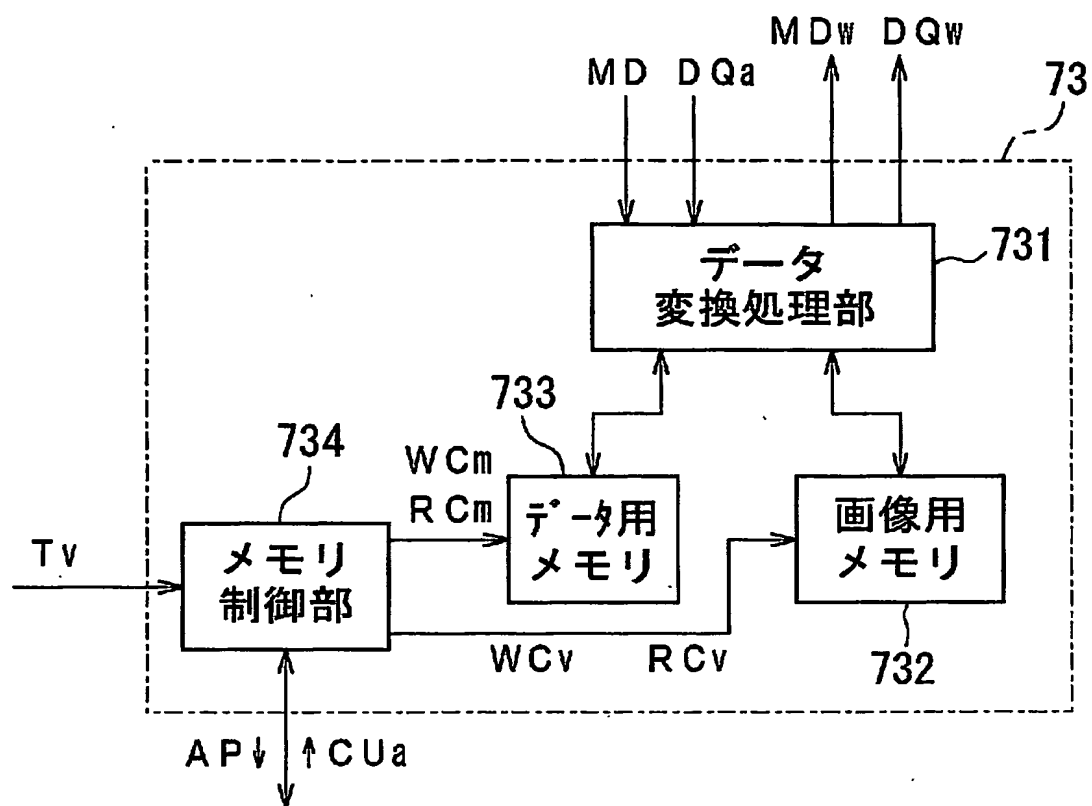 MDw DQw
MD DQa
73
データ
変換処理部
731
733
734
WCm
RCm
データ用
メモリ
画像用
メモリ
Tv
メモリ
制御部
WCv RCv
732
AP↓ ↑CUa